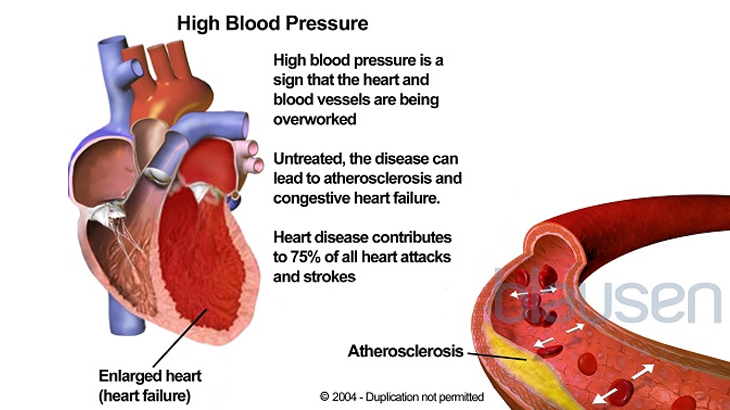 High Blood Pressure
High blood pressure is a
sign that the heart and
blood vessels are being
overworked
Untreated, the disease can
lead to atherosclerosis and
congestive heart failure.
Heart disease contributes
to 75% of all heart attacks
and strokes
blausen
Atherosclerosis
Enlarged heart
(heart failure)
© 2004 - Duplication not permitted